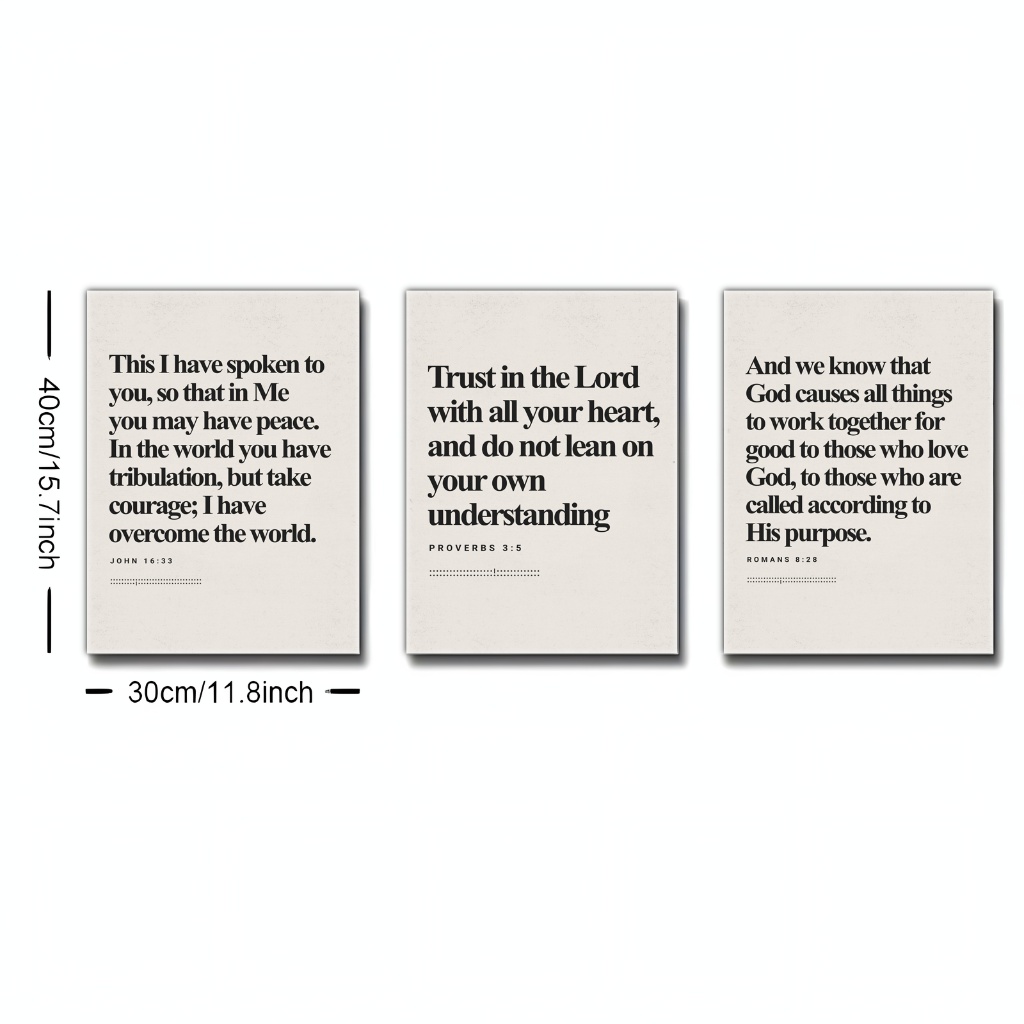 This I have spoken to
you, so that in Me
you may have peace.
In the world you have
tribulation, but take
courage; I have
overcome the world.
JOHN 16:33
Trust in the Lord
with all your heart,
and do not lean on
your own
understanding
PROVERBS 3:5
And we know that
God causes all things
to work together for
good to those who love
God, to those who are
called according to
His purpose.
ROMANS 8:28
40cm/15.7inch
30cm/11.8inch